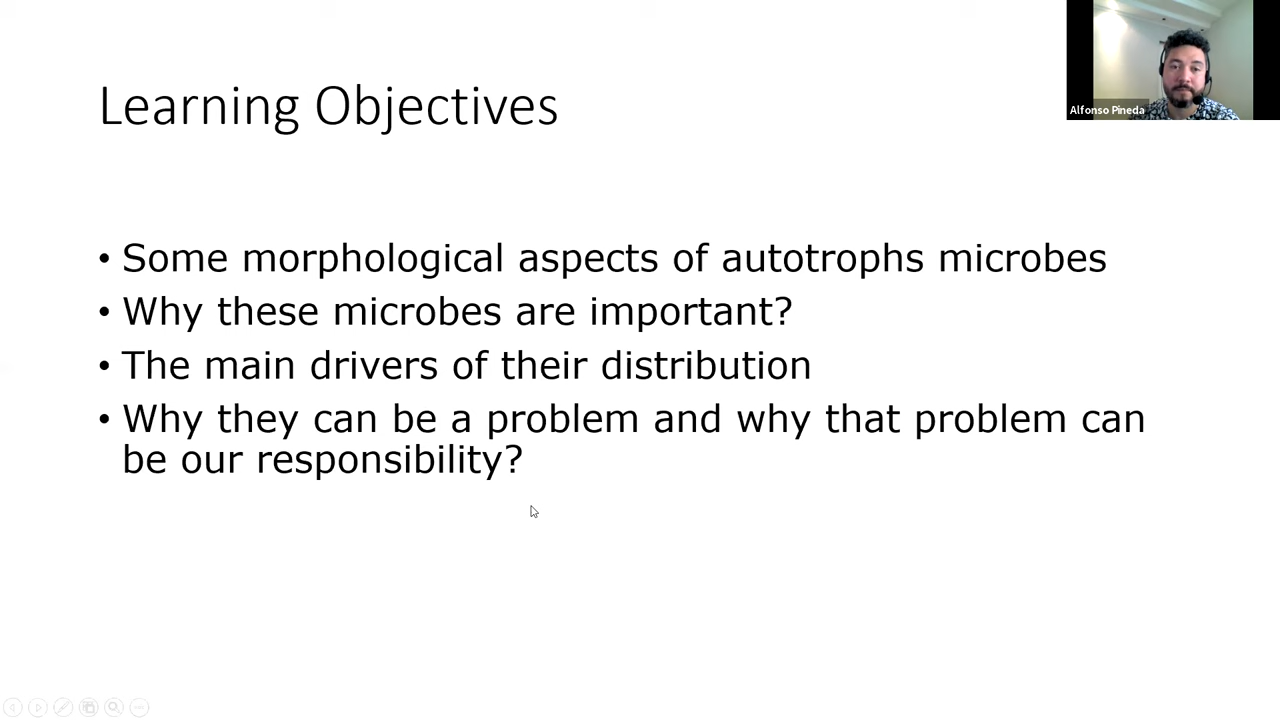 Learning Objectives
Alfonso Pineda
• Some morphological aspects of autotrophs microbes
• Why these microbes are important?
• The main drivers of their distribution
• Why they can be a problem and why that problem can
be our responsibility?